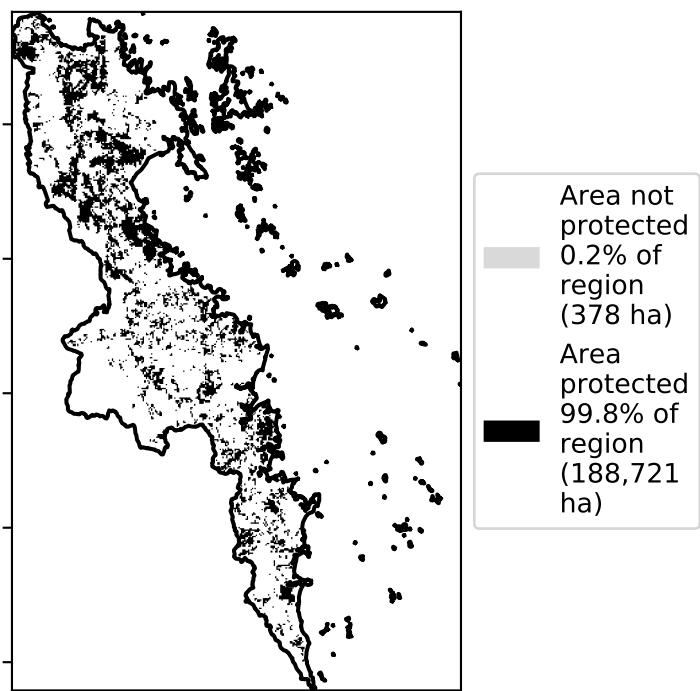 Area not
protected
0.2% of
region
(378 ha)
Area
protected
99.8% of
region
(188,721
ha)